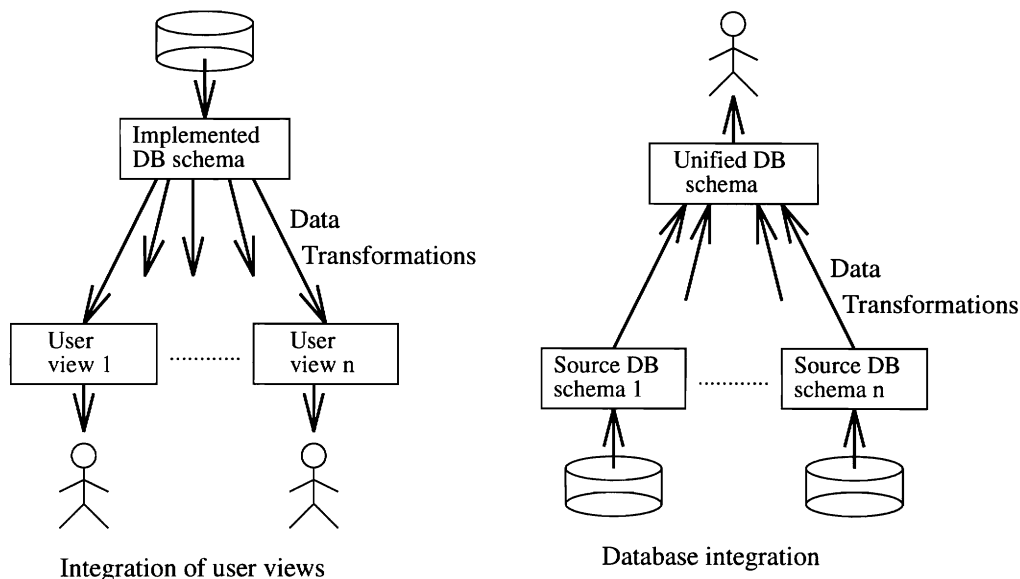 Implemented
DB schema
Data
Transformations
User
view 1
............
User
view n
Integration of user views
Unified DB
schema
Data
Transformations
Source DB
schema 1
............
Source DB
schema n
Database integration